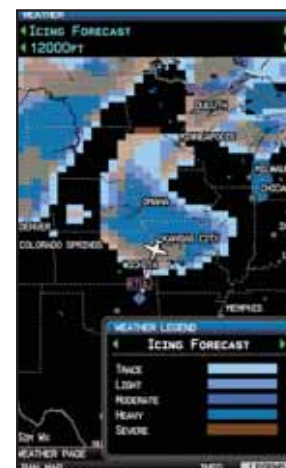 WEATHER
ICING FORECAST
12000FT
DULUTH
MINNEAPOLIS
OMAHA
DENVER
KANSAS CITY
COLORADO SPRINGS
MEMPHIS
WEATHER LEGEND
ICING FORECAST
TRACE
LIGHT
MODERATE
HEAVY
SEVERE
WEATHER PAGE